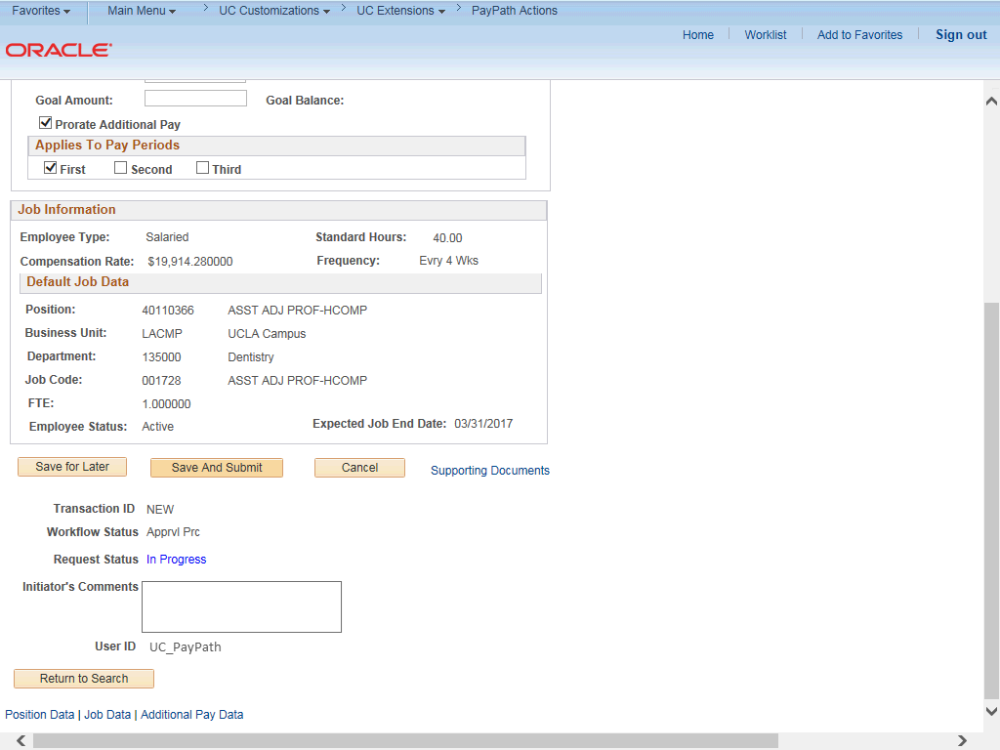 Favorites Main Menu > UC Customizations > UC Extensions > PayPath Actions
Home Worklist Add to Favorites Sign out
ORACLE
Goal Amount: Goal Balance:
Prorate Additional Pay
Applies To Pay Periods
First Second Third
Job Information
Employee Type: Salaried Standard Hours: 40.00
Compensation Rate: $19,914.280000 Frequency: Evry 4 Wks
Default Job Data
Position: 40110366 ASST ADJ PROF-HCOMP
Business Unit: LACMP UCLA Campus
Department: 135000 Dentistry
Job Code: 001728 ASST ADJ PROF-HCOMP
FTE: 1.000000
Employee Status: Active Expected Job End Date: 03/31/2017
Save for Later Save And Submit Cancel Supporting Documents
Transaction ID NEW
Workflow Status Apprvl Prc
Request Status In Progress
Initiator's Comments
User ID UC_PayPath
Return to Search
Position Data | Job Data | Additional Pay Data